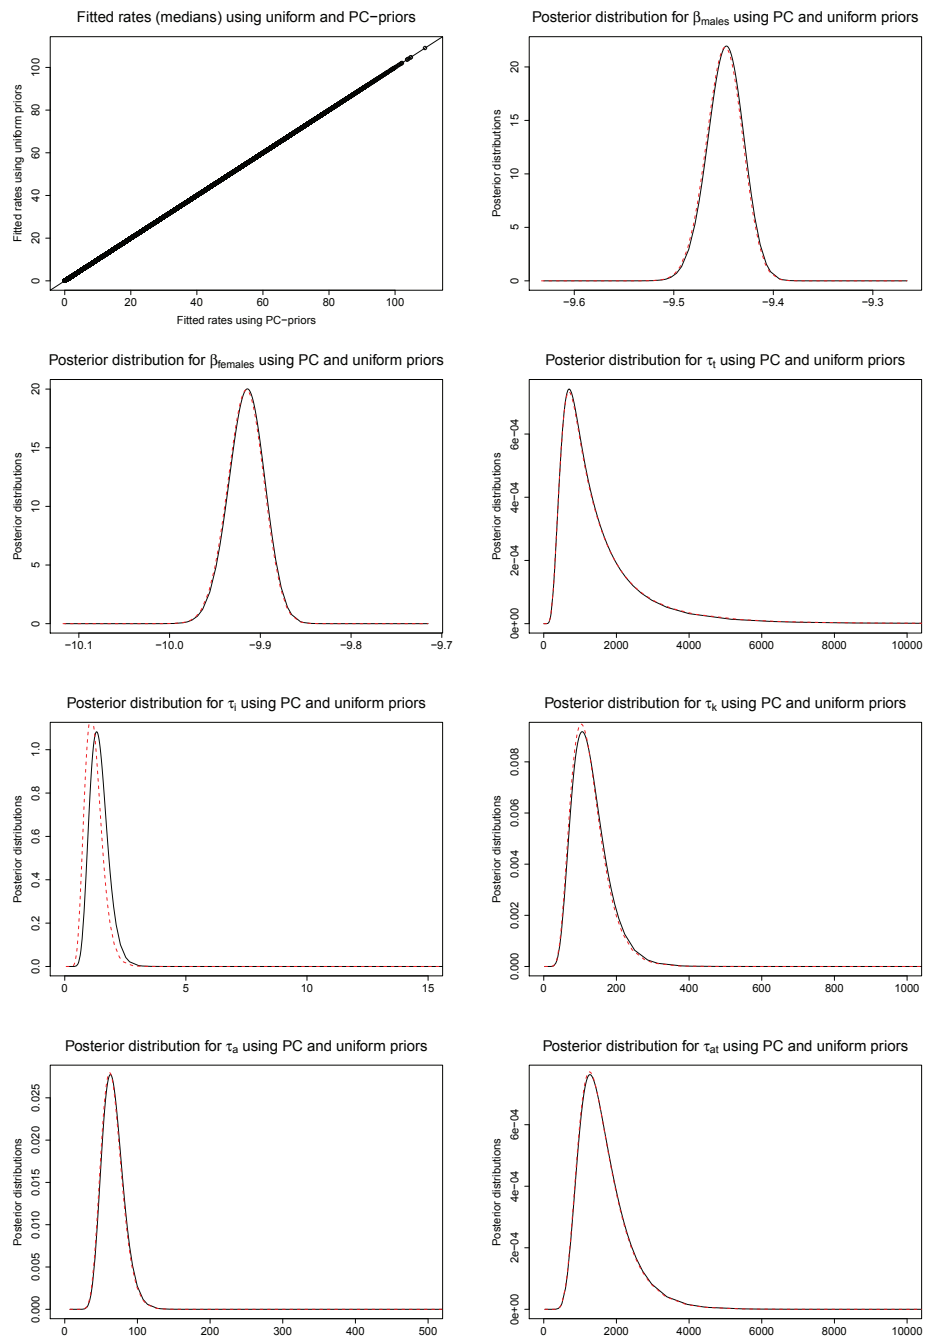 Fitted rates (medians) using uniform and PC−priors
Fitted rates using uniform priors
0 20 40 60 80 100
0 20 40 60 80 100
Fitted rates using PC−priors
Posterior distribution for βmales using PC and uniform priors
Posterior distributions
0 5 10 15 20
−9.6 −9.5 −9.4 −9.3
Posterior distribution for βfemales using PC and uniform priors
Posterior distributions
0 5 10 15 20
−10.1 −10.0 −9.9 −9.8 −9.7
Posterior distribution for τt using PC and uniform priors
Posterior distributions
0e+00 2e−04 4e−04 6e−04
0 2000 4000 6000 8000 10000
Posterior distribution for τi using PC and uniform priors
Posterior distributions
0.0 0.2 0.4 0.6 0.8 1.0
0 5 10 15
Posterior distribution for τk using PC and uniform priors
Posterior distributions
0.000 0.002 0.004 0.006 0.008
0 200 400 600 800 1000
Posterior distribution for τa using PC and uniform priors
Posterior distributions
0.000 0.005 0.010 0.015 0.020 0.025
0 100 200 300 400 500
Posterior distribution for τat using PC and uniform priors
Posterior distributions
0e+00 2e−04 4e−04 6e−04
0 2000 4000 6000 8000 10000